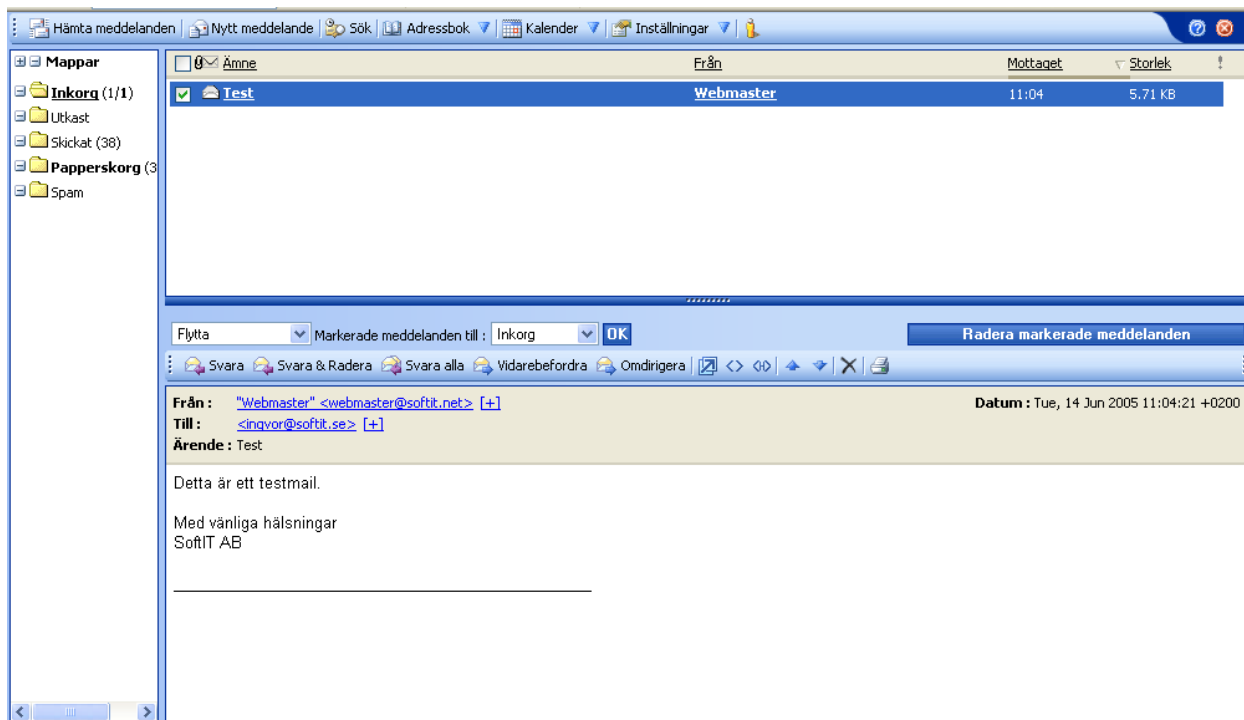 Hämta meddelanden Nytt meddelande Sök Adressbok Kalender Inställningar
Mappar
Inkorg (1/1)
Utkast
Skickat (38)
Papperskorg (3
Spam
Ämne Från Mottaget Storlek !
Test Webmaster 11:04 5.71 KB
Flytta Markerade meddelanden till : Inkorg OK Radera markerade meddelanden
Svara Svara & Radera Svara alla Vidarebefordra Omdirigera
Från : "Webmaster" <webmaster@softit.net> [+] Datum : Tue, 14 Jun 2005 11:04:21 +0200
Till : <ingvor@softit.se> [+]
Ärende : Test
Detta är ett testmail.
Med vänliga hälsningar
SoftIT AB